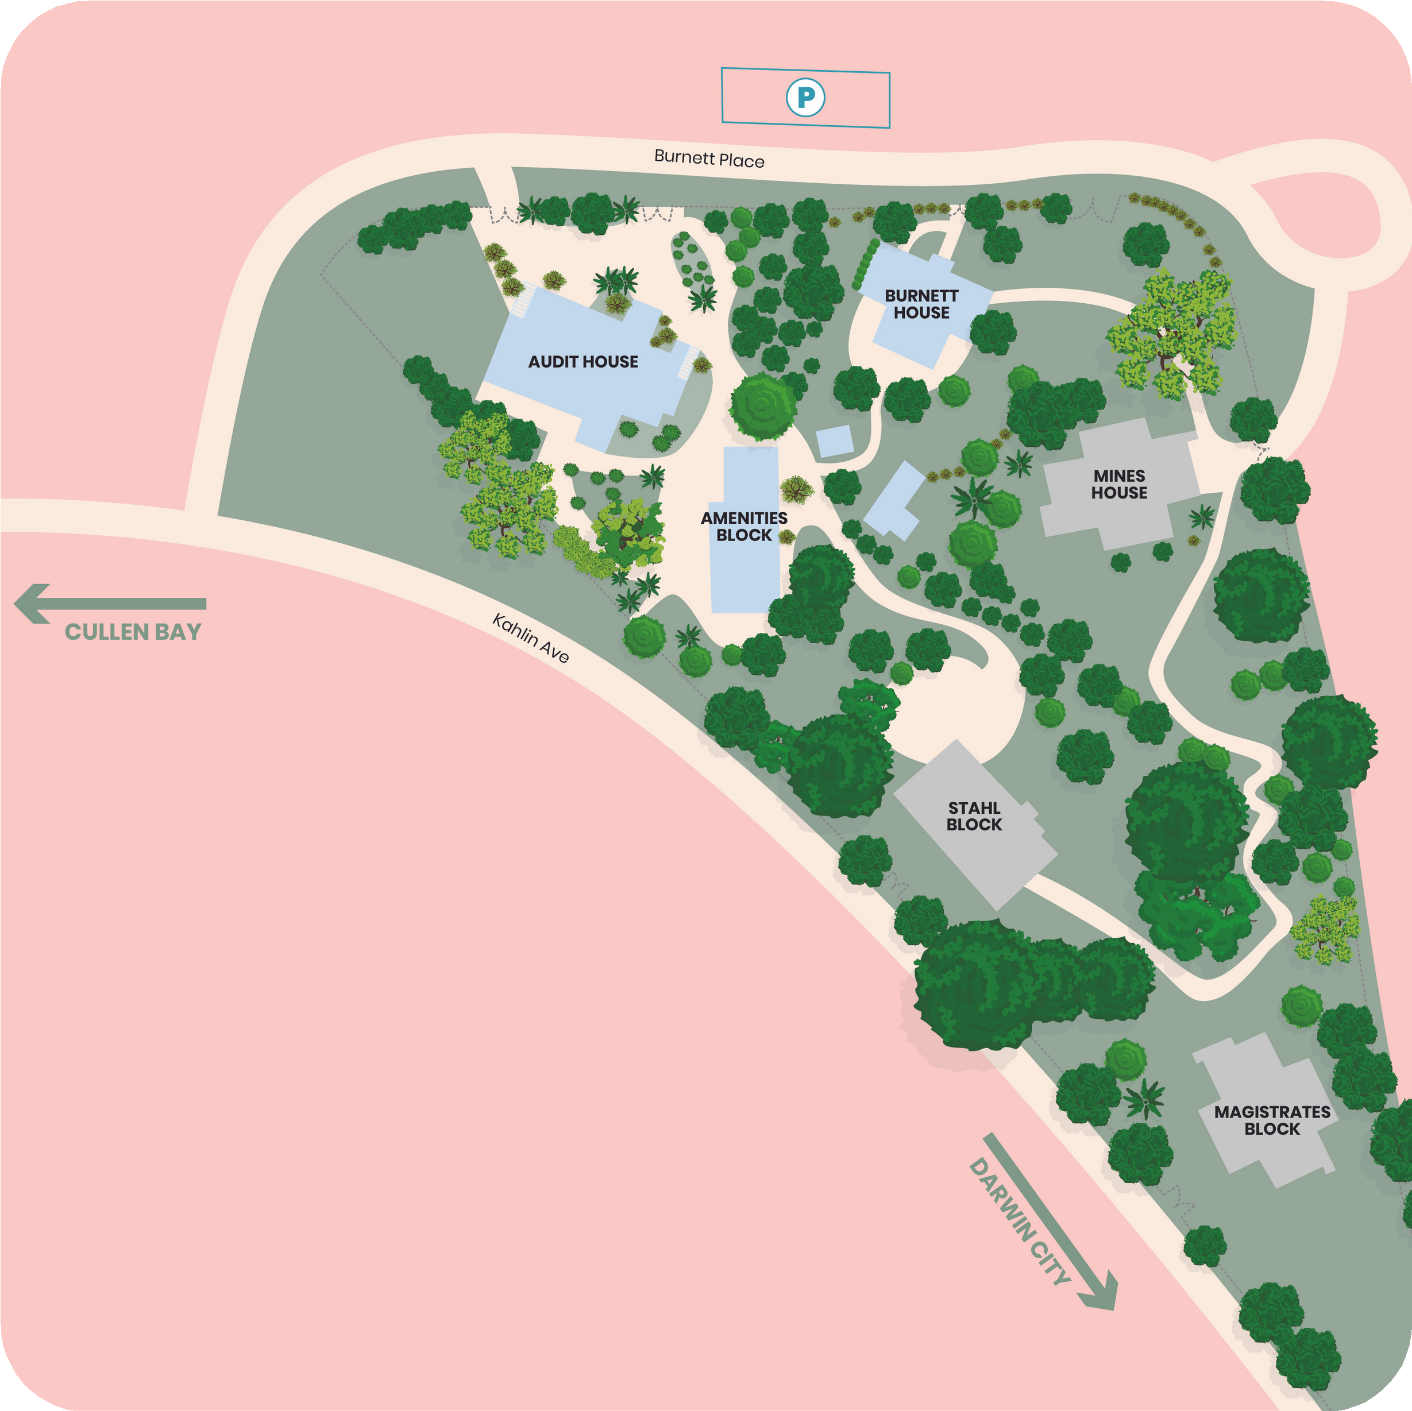 P
Burnett Place
BURNETT
HOUSE
AUDIT HOUSE
MINES
HOUSE
AMENITIES
BLOCK
CULLEN BAY
Kahlin Ave
STAHL
BLOCK
MAGISTRATES
BLOCK
DARWIN CITY